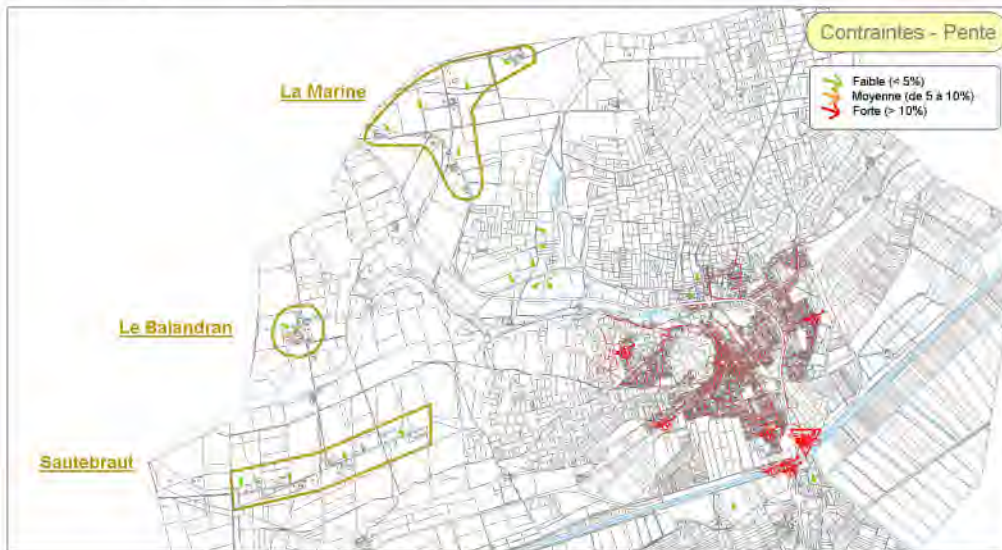 Contraintes - Pente
Faible (< 5%)
Moyenne (de 5 à 10%)
Forte (> 10%)
La Marine
Le Balandran
Sautebraut